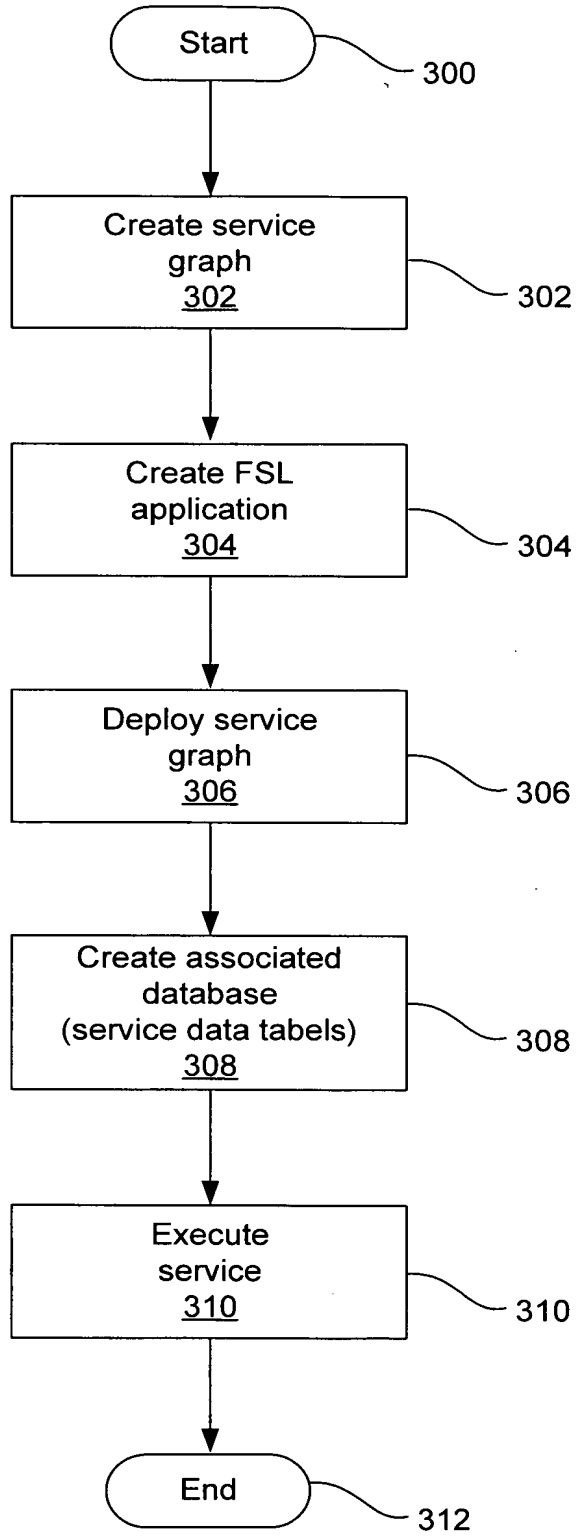 Start
300
Create service
graph
302
302
Create FSL
application
304
304
Deploy service
graph
306
306
Create associated
database
(service data tabels)
308
308
Execute
service
310
310
End
312